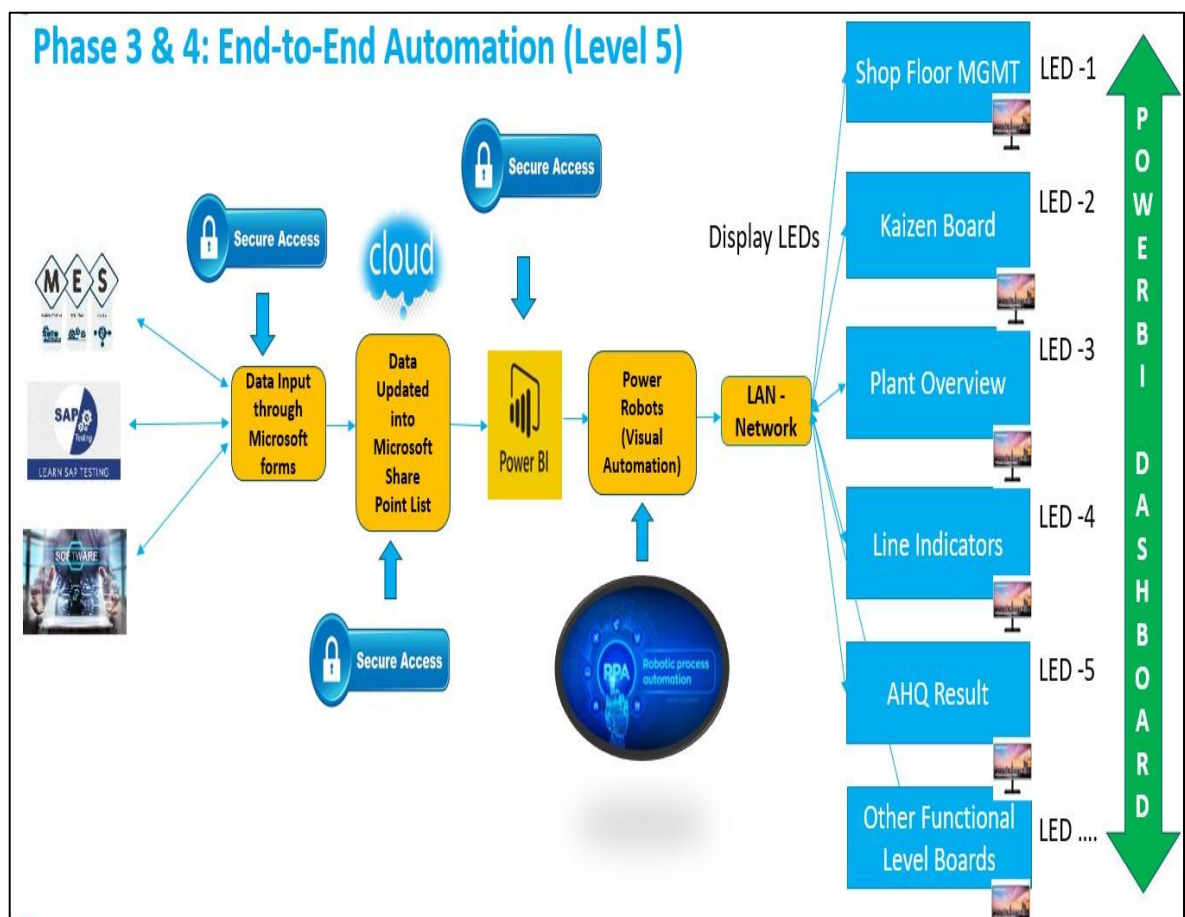 Phase 3 & 4: End-to-End Automation (Level 5)
Secure Access
Secure Access
cloud
M E S
SAP
Testing
LEARN SAP TESTING
SOFTWARE
Data Input
through
Microsoft
forms
Data
Updated
into
Microsoft
Share
Point List
Power BI
Power
Robots
(Visual
Automation)
LAN -
Network
Secure Access
RPA
Robotic process
automation
Display LEDs
Shop Floor MGMT
LED -1
Kaizen Board
LED -2
Plant Overview
LED -3
Line Indicators
LED -4
AHQ Result
LED -5
Other Functional
Level Boards
LED ....
POWERBI DASHBOARD